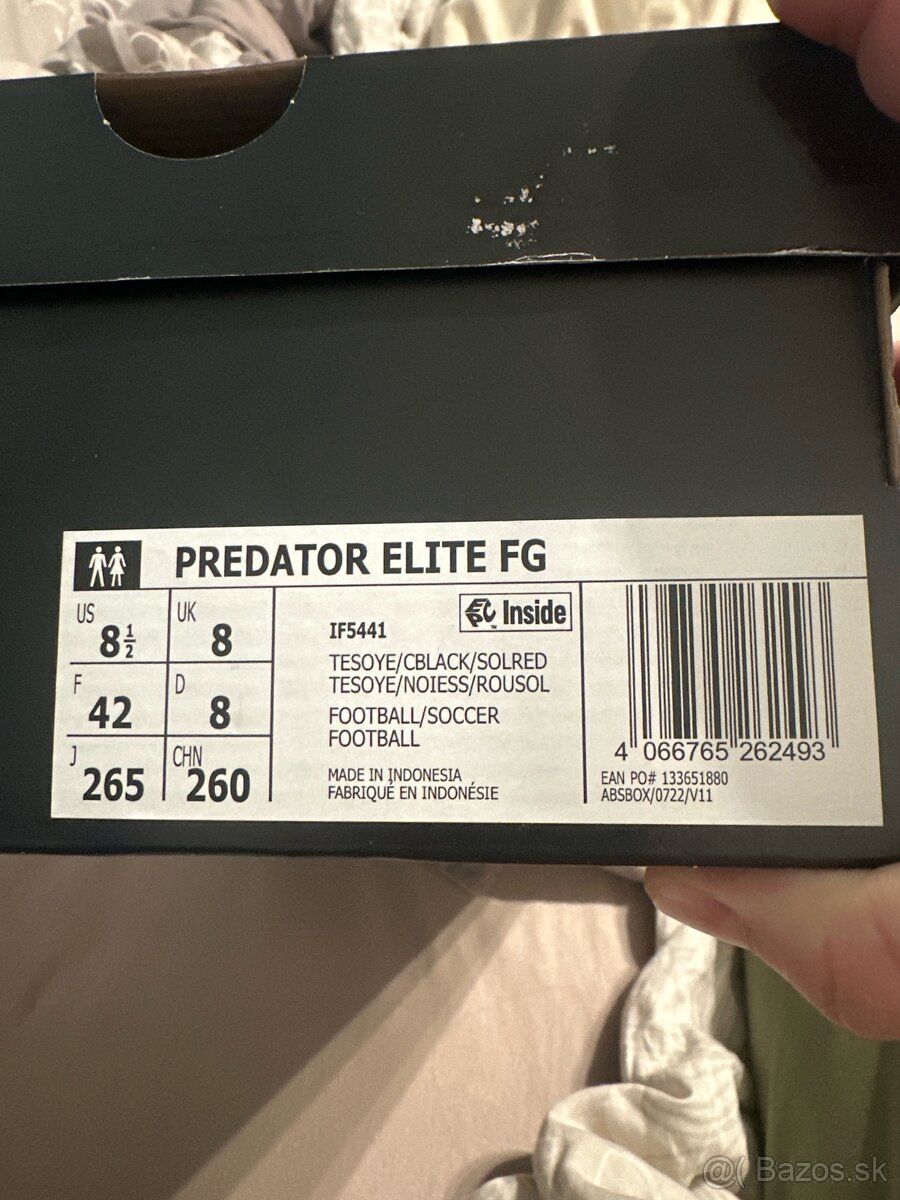 PREDATOR ELITE FG
US
8 1/2
UK
8
F
42
D
8
J
265
CHN
260
Inside
IF5441
TESOYE/CBLACK/SOLRED
TESOYE/NOIESS/ROUSOL
FOOTBALL/SOCCER
FOOTBALL
MADE IN INDONESIA
FABRIQUÉ EN INDONÉSIE
4 066765 262493
EAN PO# 133651880
ABSBOX/0722/V11
@( Bazos.sk